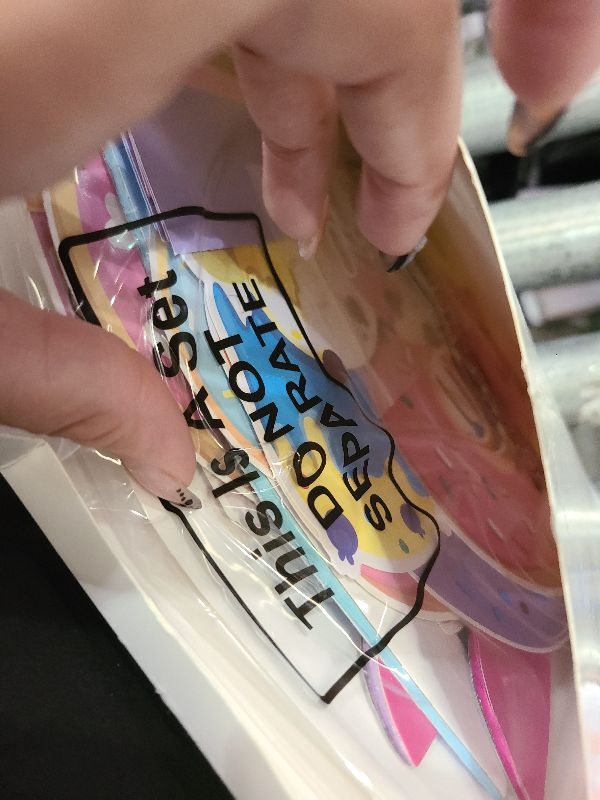 This Is A Set
DO NOT
SEPARATE